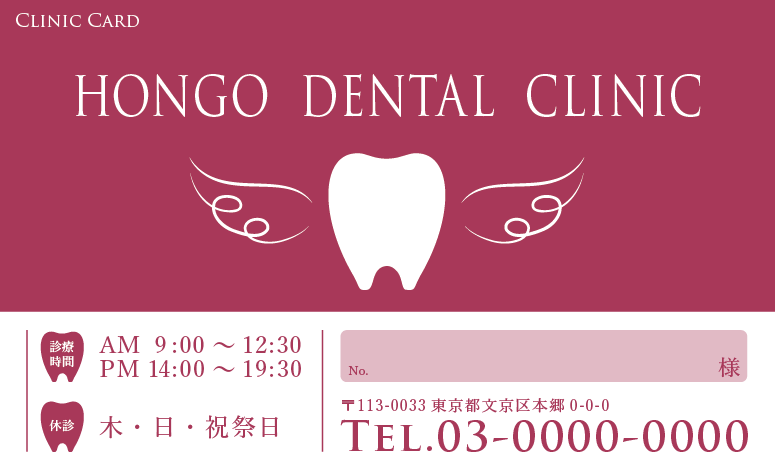 CLINIC CARD
HONGO DENTAL CLINIC
診療時間
AM 9:00 〜 12:30
PM 14:00 〜 19:30
休診
木・日・祝祭日
No. 様
〒113-0033 東京都文京区本郷 0-0-0
TEL.03-0000-0000